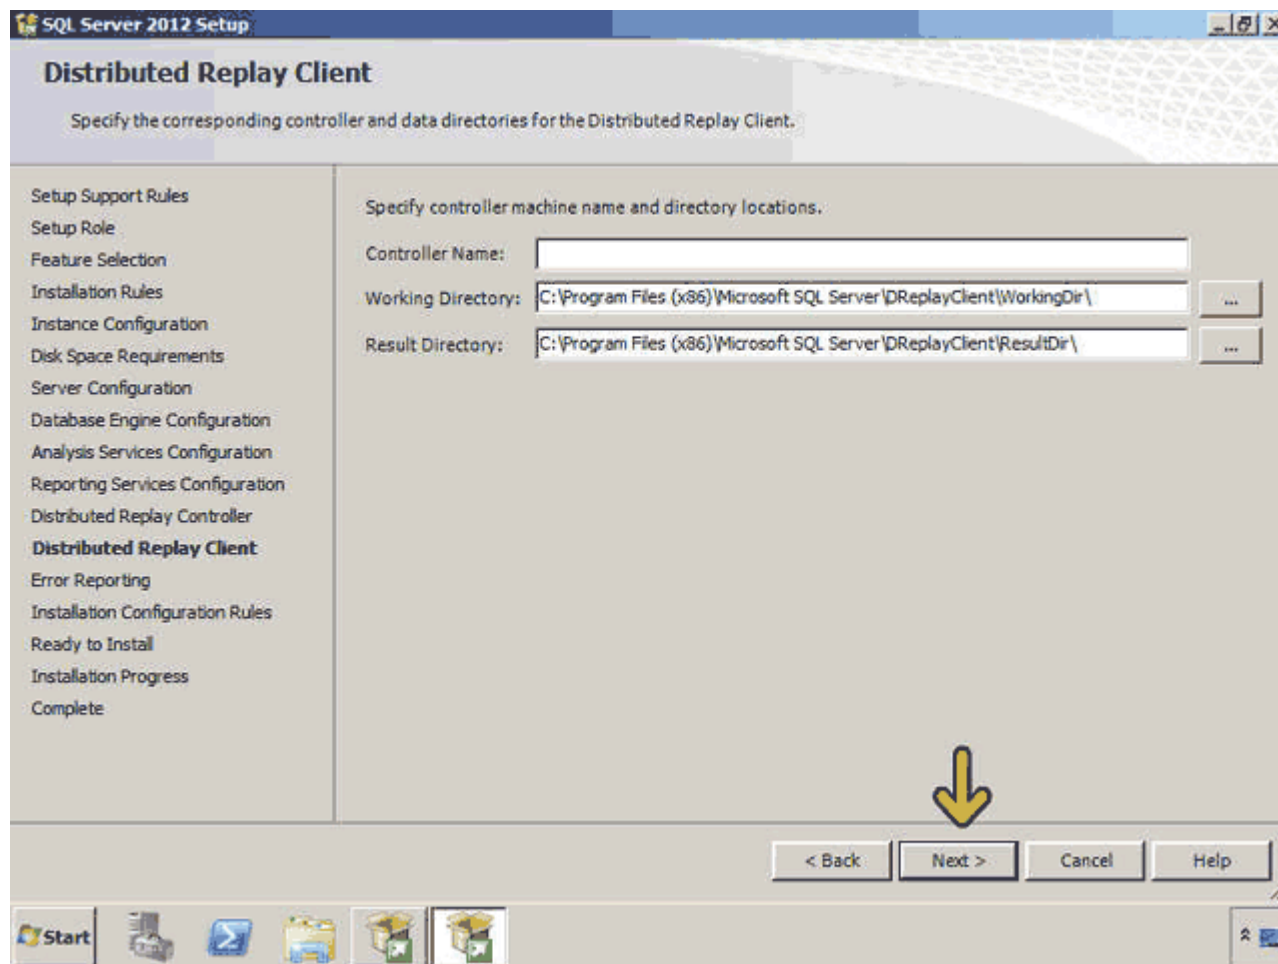 SQL Server 2012 Setup
Distributed Replay Client
Specify the corresponding controller and data directories for the Distributed Replay Client.
Setup Support Rules
Setup Role
Feature Selection
Installation Rules
Instance Configuration
Disk Space Requirements
Server Configuration
Database Engine Configuration
Analysis Services Configuration
Reporting Services Configuration
Distributed Replay Controller
Distributed Replay Client
Error Reporting
Installation Configuration Rules
Ready to Install
Installation Progress
Complete
Specify controller machine name and directory locations.
Controller Name:
Working Directory: C:\Program Files (x86)\Microsoft SQL Server\DReplayClient\WorkingDir\ ...
Result Directory: C:\Program Files (x86)\Microsoft SQL Server\DReplayClient\ResultDir\ ...
< Back Next > Cancel Help
Start